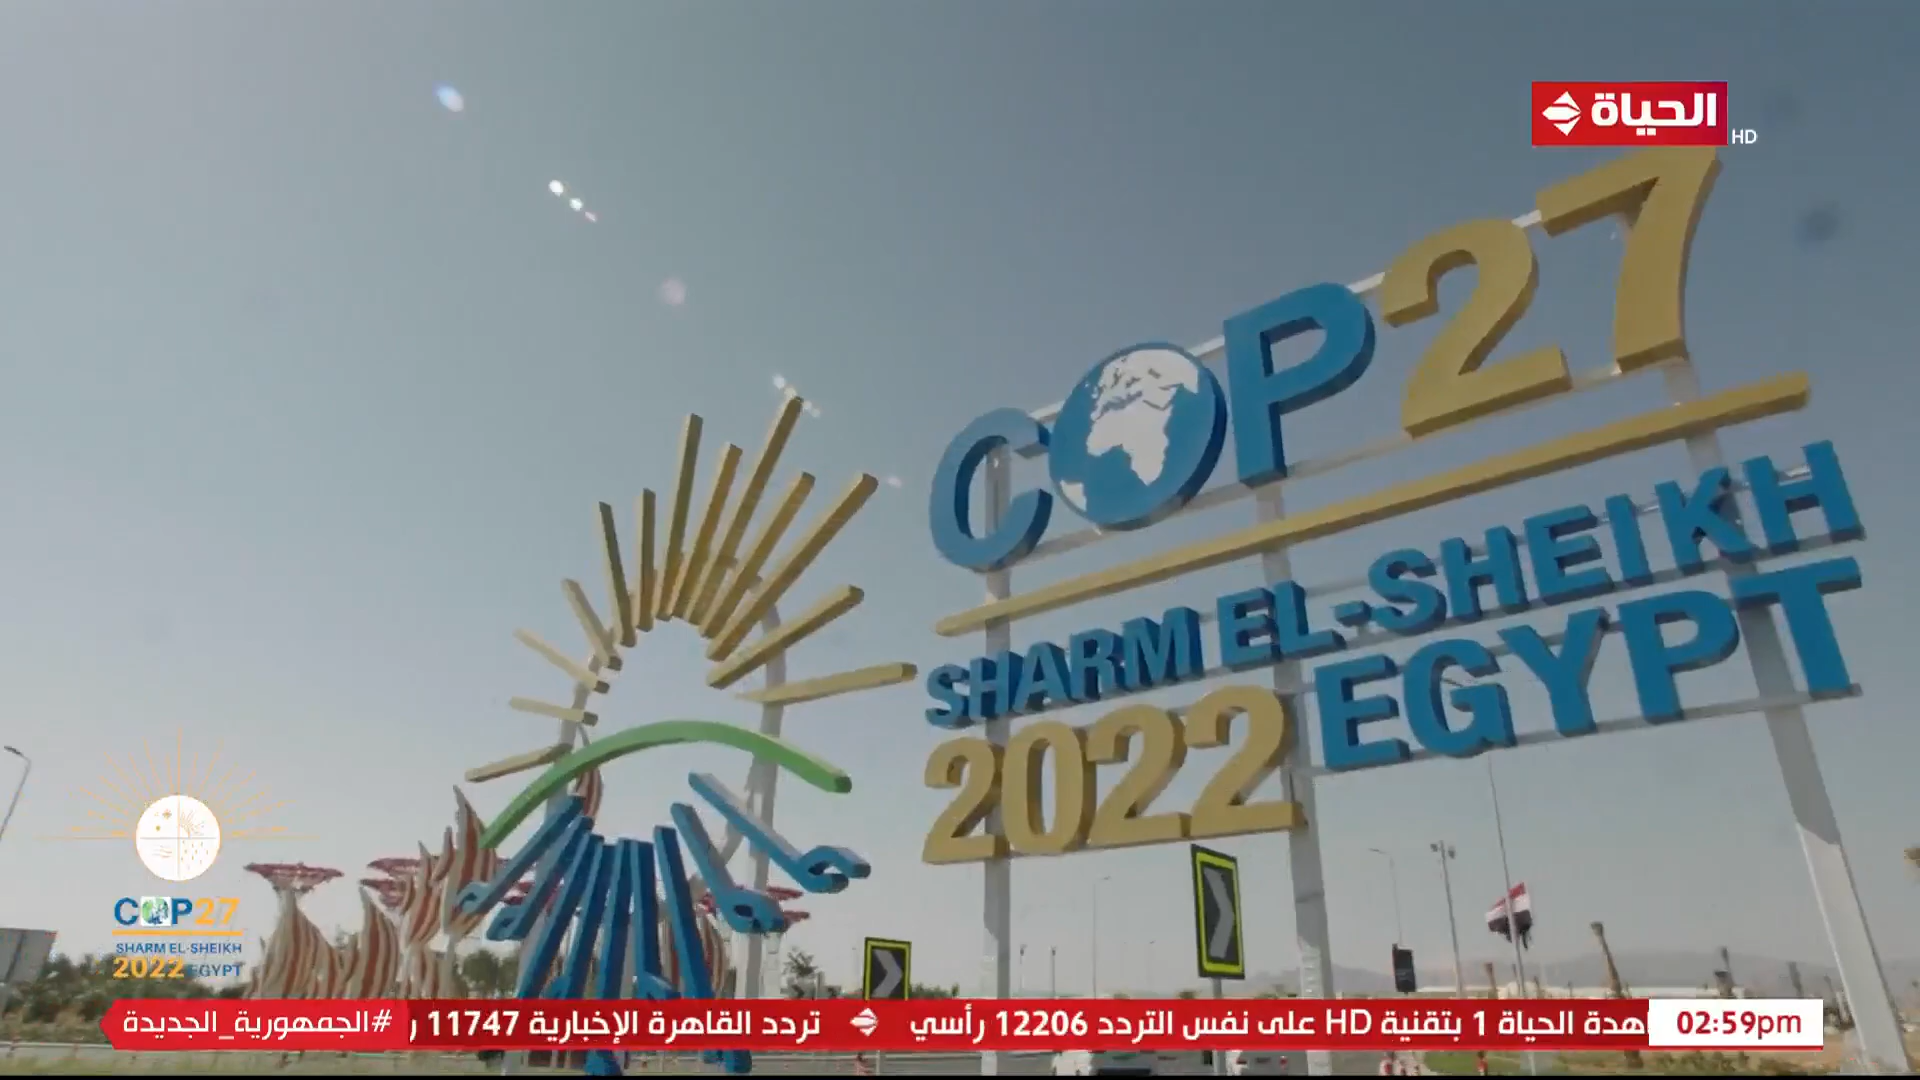 الحياة
HD
COP27
SHARM EL-SHEIKH
2022 EGYPT
COP27
SHARM EL-SHEIKH
2022 EGYPT
02:59pm
الحياة 1 بتقنية HD على نفس التردد 12206 رأسي
تردد القاهرة الإخبارية 11747
#الجمهورية_الجديدة